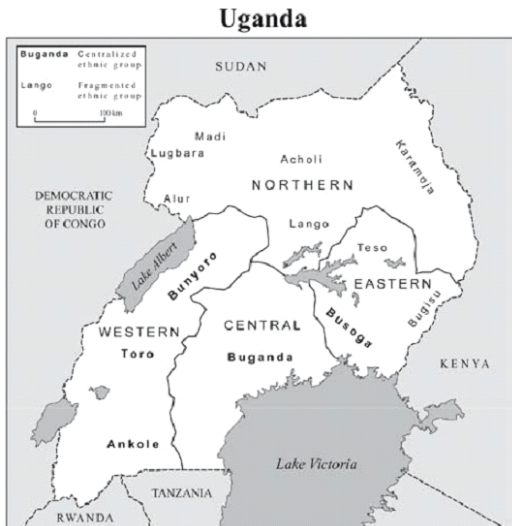 Uganda
Buganda Centralized
ethnic group
Lango Fragmented
ethnic group
0 100 km
SUDAN
Madi
Lugbara
Acholi
Karamoja
NORTHERN
DEMOCRATIC
REPUBLIC
OF CONGO
Alur
Lango
Teso
Lake Albert
Bunyoro
EASTERN
Bugisu
Busoga
WESTERN
CENTRAL
Toro
Buganda
KENYA
Ankole
Lake Victoria
TANZANIA
RWANDA